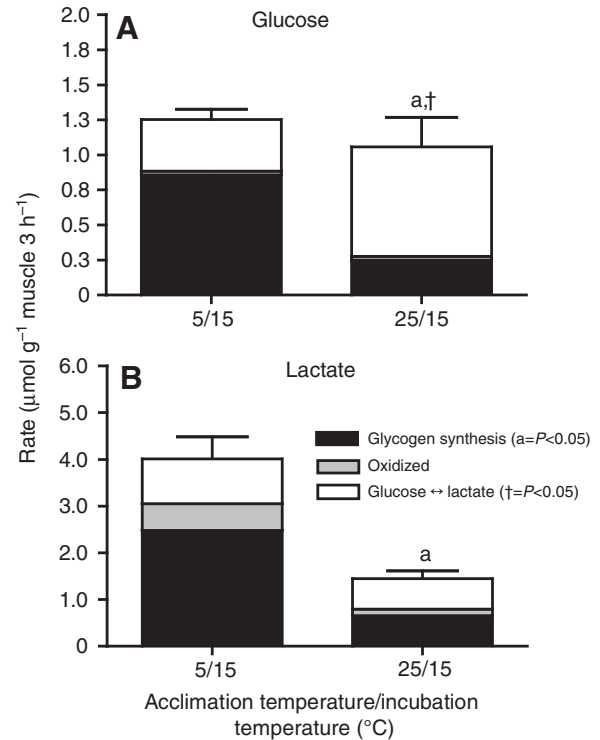 A
Glucose
2.0
1.8
1.5
1.3
1.0
0.8
0.5
0.3
0
a,†
5/15
25/15
Rate (μmol g⁻¹ muscle 3 h⁻¹)
B
Lactate
6.0
5.0
4.0
3.0
2.0
1.0
0
Glycogen synthesis (a=P<0.05)
Oxidized
Glucose ↔ lactate (†=P<0.05)
a
5/15
25/15
Acclimation temperature/incubation
temperature (°C)